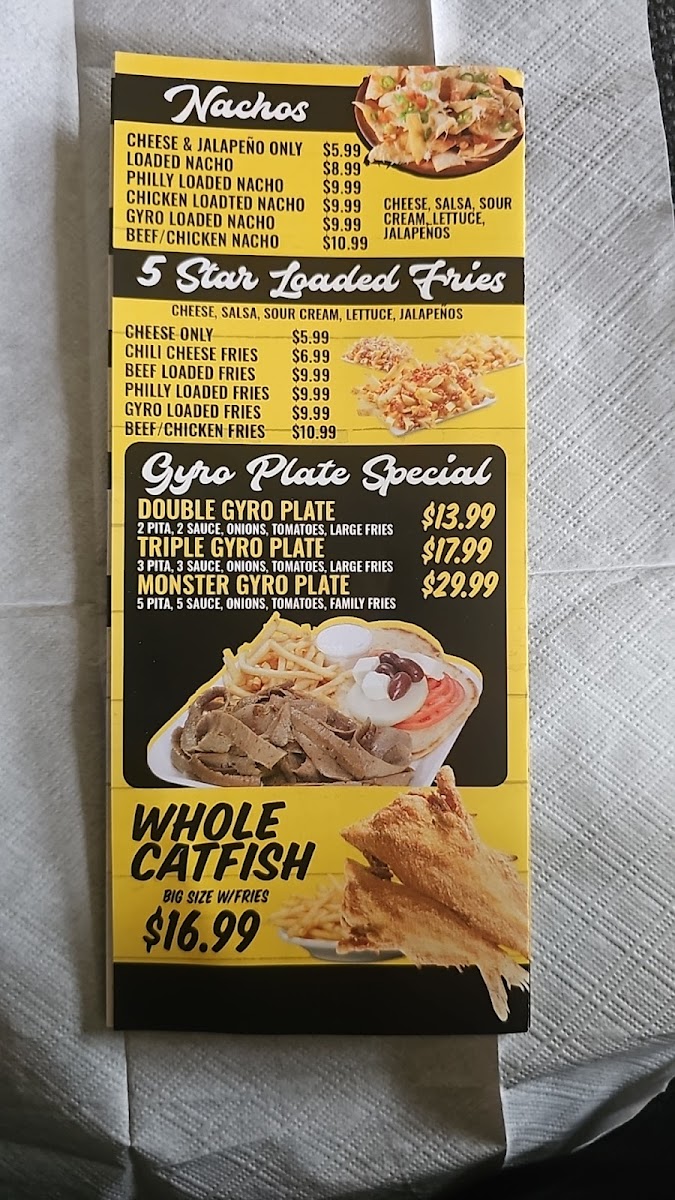 Nachos
CHEESE & JALAPEÑO ONLY $5.99
LOADED NACHO $8.99
PHILLY LOADED NACHO $9.99
CHICKEN LOADTED NACHO $9.99
GYRO LOADED NACHO $9.99
BEEF/CHICKEN NACHO $10.99
CHEESE, SALSA, SOUR
CREAM, LETTUCE,
JALAPEÑOS
5 Star Loaded Fries
CHEESE, SALSA, SOUR CREAM, LETTUCE, JALAPEÑOS
CHEESE ONLY $5.99
CHILI CHEESE FRIES $6.99
BEEF LOADED FRIES $9.99
PHILLY LOADED FRIES $9.99
GYRO LOADED FRIES $9.99
BEEF/CHICKEN FRIES $10.99
Gyro Plate Special
DOUBLE GYRO PLATE $13.99
2 PITA, 2 SAUCE, ONIONS, TOMATOES, LARGE FRIES
TRIPLE GYRO PLATE $17.99
3 PITA, 3 SAUCE, ONIONS, TOMATOES, LARGE FRIES
MONSTER GYRO PLATE $29.99
5 PITA, 5 SAUCE, ONIONS, TOMATOES, FAMILY FRIES
WHOLE
CATFISH
BIG SIZE W/FRIES
$16.99